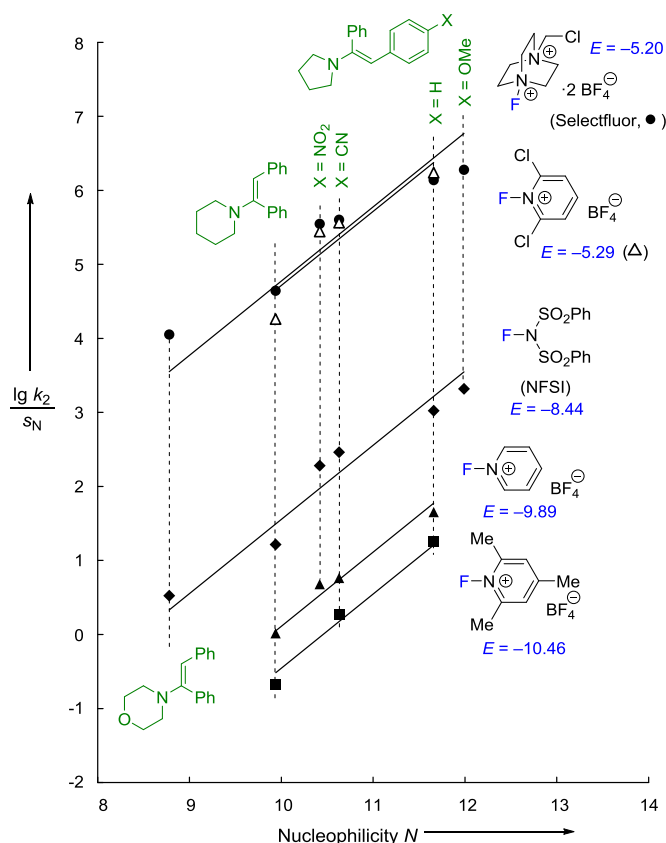 X
Ph
N
Cl
N
⊕
N
⊕
F
·2 BF4⊖
E = –5.20
(Selectfluor, ●)
X = NO2
X = CN
X = H
X = OMe
Ph
N
Ph
Cl
F
N
⊕
Cl
BF4⊖
E = –5.29 (△)
SO2Ph
F
N
SO2Ph
(NFSI)
E = –8.44
F
N
⊕
BF4⊖
E = –9.89
Me
F
N
⊕
Me
Me
BF4⊖
E = –10.46
Ph
N
Ph
O
lg k2
sN
8
7
6
5
4
3
2
1
0
-1
-2
8 9 10 11 12 13 14
Nucleophilicity N